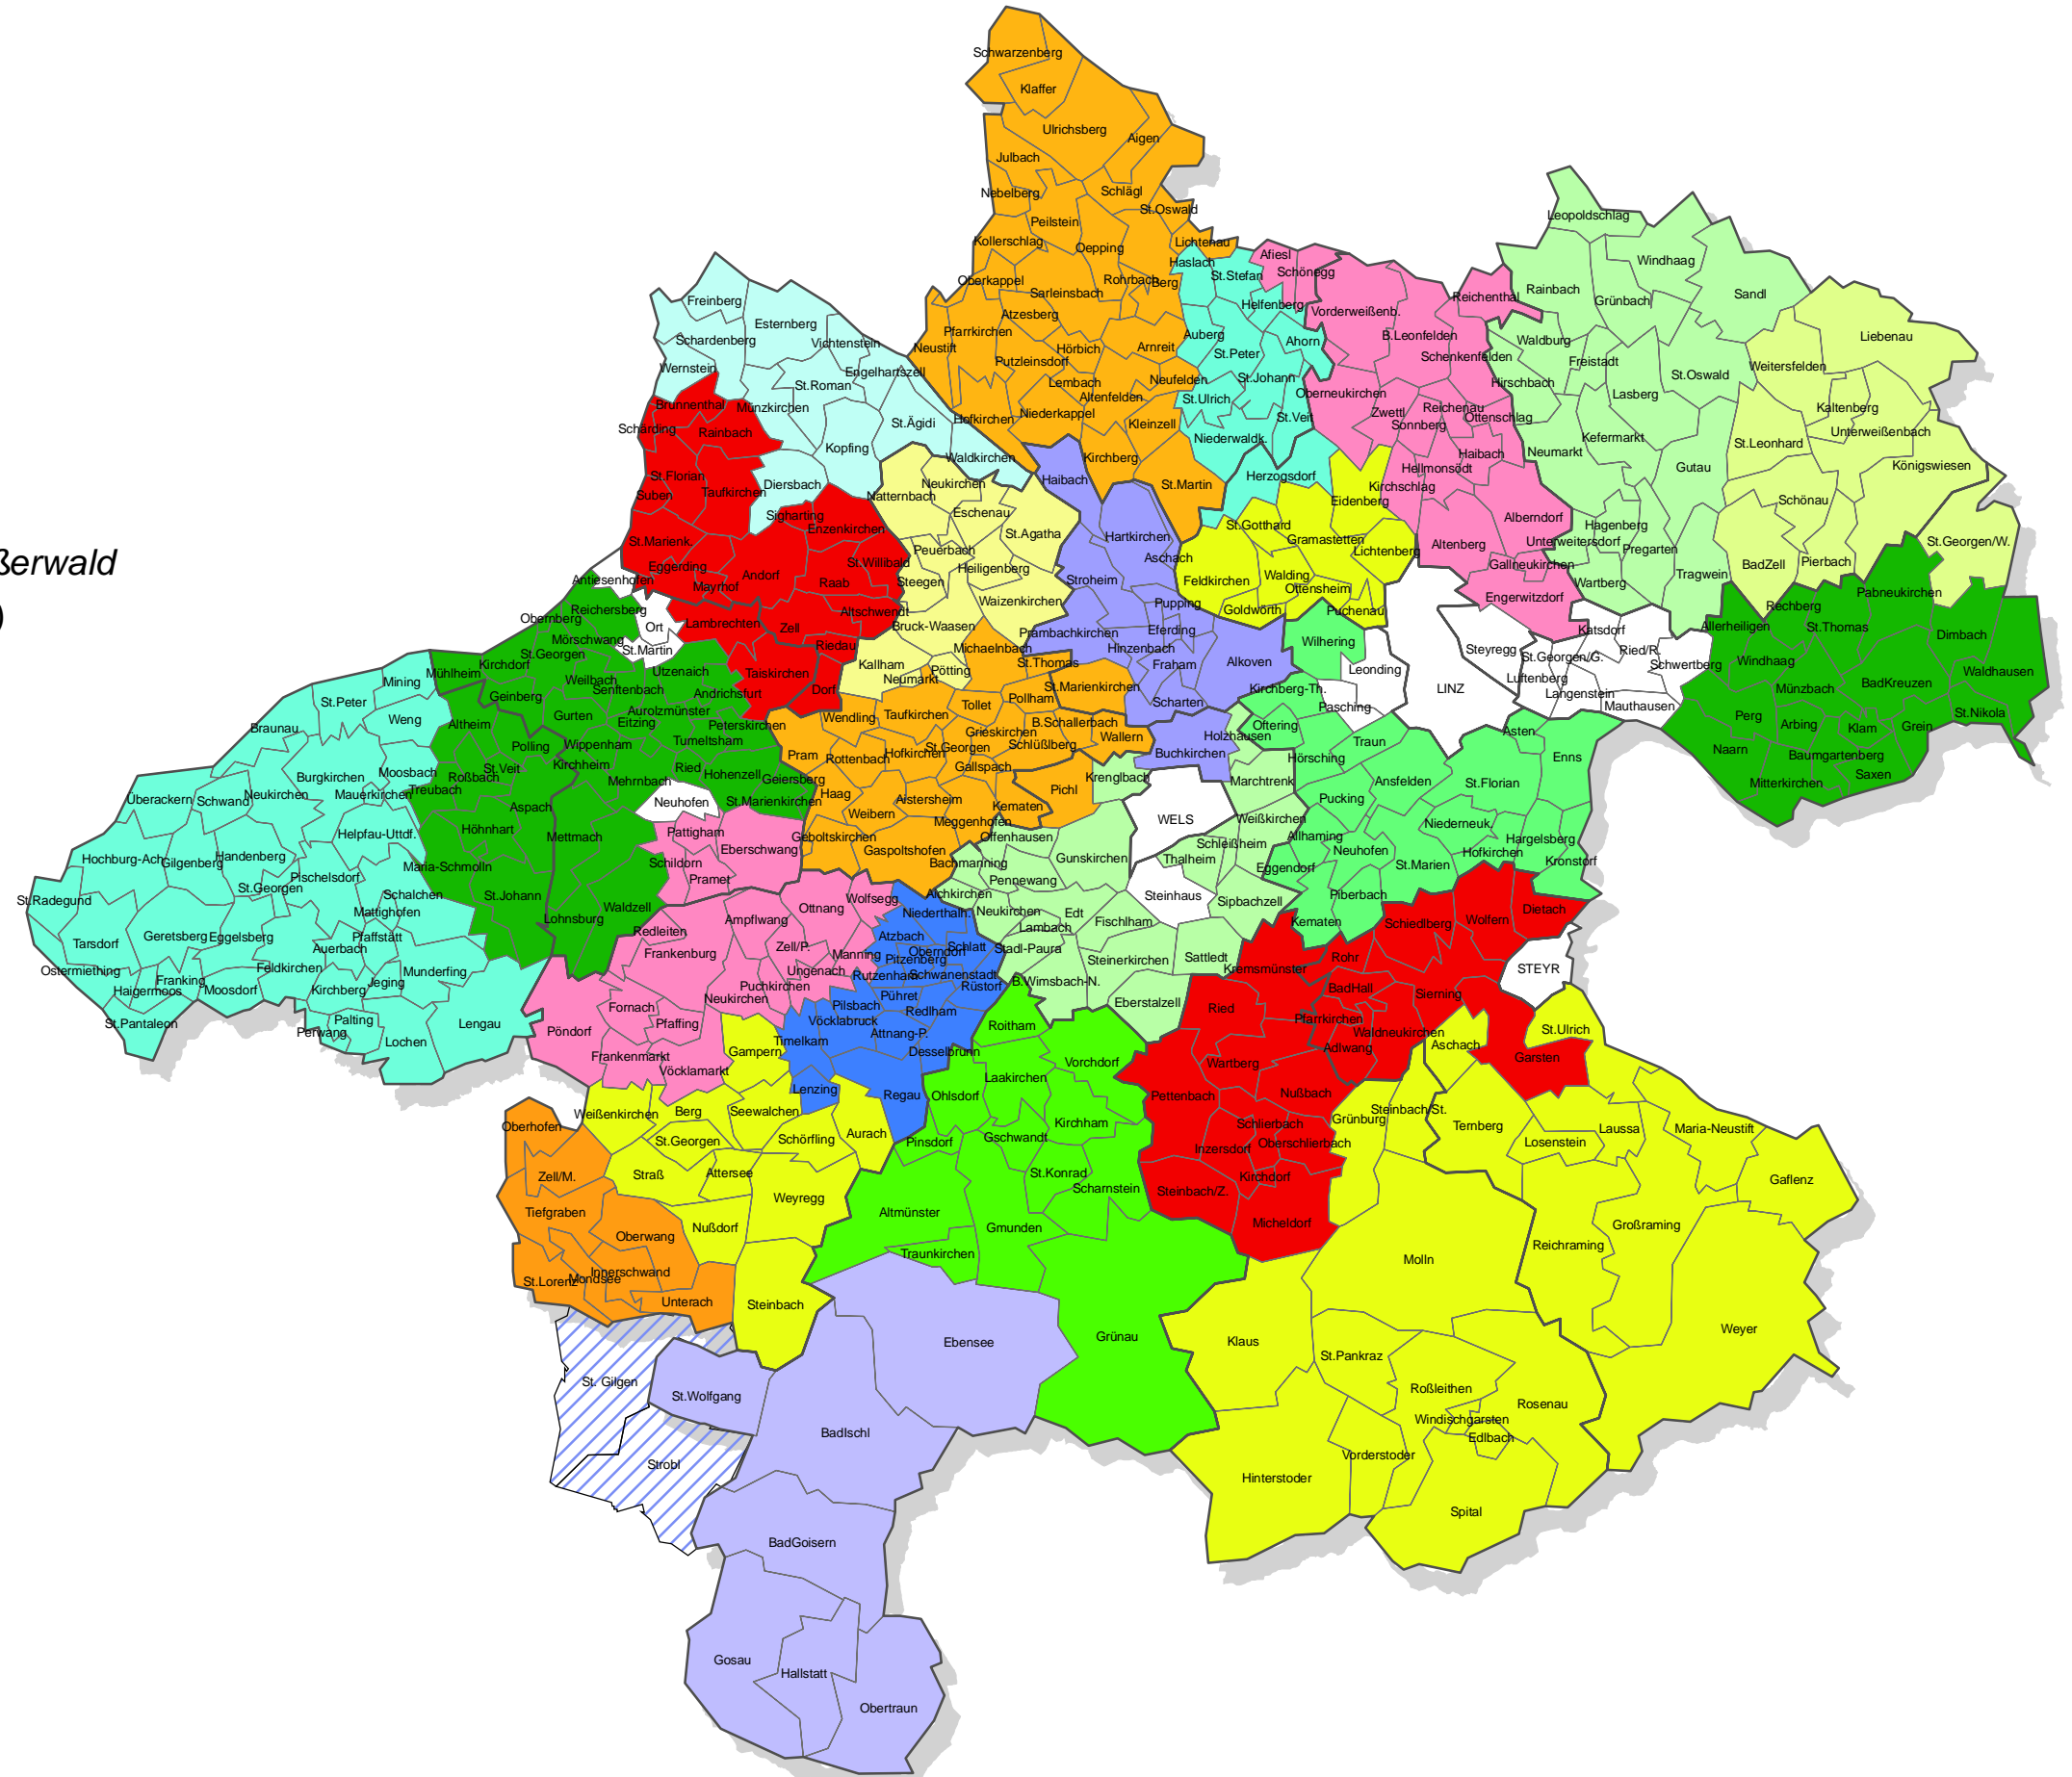 Schwarzenberg
Klaffer
Ulrichsberg
Aigen
Julbach
Nebelberg
Schlägl
St.Oswald
Peilstein
Kollerschlag
Oepping
Lichtenau
Oberkappel
Sarleinsbach
Rohrbach
Berg
Atzesberg
Pfarrkirchen
Neustift
Putzleinsdorf
Hörbich
Arnreit
Lembach
Neufelden
Altenfelden
Niederkappel
Hofkirchen
Kleinzell
Kirchberg
St.Martin
Haslach
St.Stefan
Afiesl
Schönegg
Helfenberg
Auberg
St.Peter
Ahorn
St.Johann
St.Ulrich
St.Veit
Niederwaldk.
Herzogsdorf
Vorderweißenb.
B.Leonfelden
Reichenthal
Schenkenfelden
Oberneukirchen
Zwettl
Sonnberg
Reichenau
Ottenschlag
Haibach
Hellmonsödt
Kirchschlag
Eidenberg
Alberndorf
Altenberg
Unterweitersdorf
Gallneukirchen
Engerwitzdorf
St.Gotthard
Gramastetten
Lichtenberg
Feldkirchen
Walding
Ottensheim
Goldwörth
Puchenau
Leopoldschlag
Windhaag
Rainbach
Grünbach
Sandl
Waldburg
Freistadt
Hirschbach
Lasberg
St.Oswald
Kefermarkt
Neumarkt
Gutau
Hagenberg
Pregarten
Wartberg
Tragwein
Liebenau
Weitersfelden
Kaltenberg
Unterweißenbach
St.Leonhard
Königswiesen
Schönau
BadZell
Pierbach
St.Georgen/W.
Freinberg
Esternberg
Schardenberg
Vichtenstein
Wernstein
Engelhartszell
St.Roman
Münzkirchen
St.Ägidi
Kopfing
Waldkirchen
Diersbach
Sigharting
Brunnenthal
Schärding
Rainbach
St.Florian
Suben
Taufkirchen
Enzenkirchen
St.Marienk.
Eggerding
Mayrhof
Andorf
Raab
St.Willibald
Altschwendt
Lambrechten
Zell
Riedau
Taiskirchen
Dorf
Neukirchen
Natternbach
Eschenau
St.Agatha
Peuerbach
Heiligenberg
Steegen
Waizenkirchen
Bruck-Waasen
Kallham
Neumarkt
Pötting
Michaelnbach
Haibach
Hartkirchen
Aschach
Stroheim
Pupping
Prambachkirchen
Eferding
Hinzenbach
Fraham
Alkoven
Scharten
Buchkirchen
ßerwald
)
Antiesenhofen
Reichersberg
Obernberg
Ort
Mörschwang
St.Martin
St.Georgen
Kirchdorf
Mühlheim
Utzenaich
Weilbach
Senftenbach
Geinberg
Andrichsfurt
Aurolzmünster
Gurten
Eitzing
Peterskirchen
Altheim
Polling
Wippenham
Tumeltsham
St.Veit
Kirchheim
Roßbach
Mehrnbach
Ried
Hohenzell
Geiersberg
Treubach
Aspach
Neuhofen
St.Marienkirchen
Höhnhart
Mettmach
Pattigham
Eberschwang
Maria-Schmolln
Schildorn
Pramet
St.Johann
Waldzell
Lohnsburg
Mining
St.Peter
Weng
Braunau
Moosbach
Burgkirchen
Mauerkirchen
Überackern
Schwand
Neukirchen
Helpfau-Uttdf.
Hochburg-Ach
Gilgenberg
Handenberg
Pischelsdorf
St.Georgen
Schalchen
St.Radegund
Mattighofen
Geretsberg
Eggelsberg
Pfaffstätt
Auerbach
Tarsdorf
Munderfing
Ostermiething
Franking
Feldkirchen
Jeging
Haigermoos
Moosdorf
Kirchberg
St.Pantaleon
Perwang
Palting
Lengau
Lochen
St.Thomas
St.Marienkirchen
Pollham
Tollet
Wendling
Taufkirchen
B.Schallerbach
Grieskirchen
Wallern
Schlüßlberg
St.Georgen
Pram
Rottenbach
Hofkirchen
Gallspach
Haag
Aistersheim
Kematen
Pichl
Weibern
Meggenhofen
Geboltskirchen
Gaspoltshofen
Krenglbach
Holzhausen
Marchtrenk
WELS
Weißkirchen
Schleißheim
Thalheim
Steinhaus
Sipbachzell
Offenhausen
Bachmanning
Gunskirchen
Pennewang
Aichkirchen
Neukirchen
Edt
Lambach
Fischlham
Stadl-Paura
Steinerkirchen
Sattledt
B.Wimsbach-N.
Eberstalzell
Wilhering
Leonding
LINZ
Kirchberg-Th.
Pasching
Oftering
Traun
Hörsching
Ansfelden
Pucking
Asten
Enns
St.Florian
Allhaming
Neuhofen
Niederneuk.
Hargelsberg
Hofkirchen
Kronstorf
Eggendorf
St.Marien
Piberbach
Kematen
Steyregg
Katsdorf
Ried/R.
St.Georgen/G.
Schwertberg
Luftenberg
Langenstein
Mauthausen
Pabneukirchen
Rechberg
Allerheiligen
St.Thomas
Dimbach
Windhaag
Waldhausen
Münzbach
BadKreuzen
Perg
Arbing
Klam
Grein
St.Nikola
Naarn
Baumgartenberg
Mitterkirchen
Saxen
Redleiten
Ampflwang
Ottnang
Wolfsegg
Frankenburg
Zell/P.
Manning
Ungenach
Puchkirchen
Neukirchen
Fornach
Pfaffing
Pöndorf
Frankenmarkt
Vöcklamarkt
Niederthalh.
Atzbach
Oberndorf
Schlatt
Pitzenberg
Rutzenham
Schwanenstadt
Rüstorf
Pühret
Pilsbach
Redlham
Vöcklabruck
Attnang-P.
Timelkam
Desselbrunn
Lenzing
Regau
Gampern
Weißenkirchen
Berg
Seewalchen
St.Georgen
Schörfling
Aurach
Straß
Attersee
Weyregg
Nußdorf
Steinbach
Oberhofen
Zell/M.
Tiefgraben
Oberwang
Innerschwand
St.Lorenz
Mondsee
Unterach
Roitham
Vorchdorf
Laakirchen
Ohlsdorf
Kirchham
Gschwandt
Pinsdorf
St.Konrad
Scharnstein
Altmünster
Gmunden
Traunkirchen
Grünau
Ebensee
St. Gilgen
St.Wolfgang
BadIschl
Strobl
BadGoisern
Gosau
Hallstatt
Obertraun
Dietach
Wolfern
Schiedlberg
Rohr
Kremsmünster
STEYR
BadHall
Sierning
Ried
Pfarrkirchen
Waldneukirchen
Adlwang
Garsten
Wartberg
Pettenbach
Nußbach
Schlierbach
Oberschlierbach
Inzersdorf
Kirchdorf
Steinbach/Z.
Micheldorf
St.Ulrich
Aschach
Steinbach/St.
Grünburg
Ternberg
Losenstein
Laussa
Maria-Neustift
Gaflenz
Großraming
Reichraming
Weyer
Molln
Klaus
St.Pankraz
Roßleithen
Rosenau
Windischgarsten
Edlbach
Vorderstoder
Hinterstoder
Spital